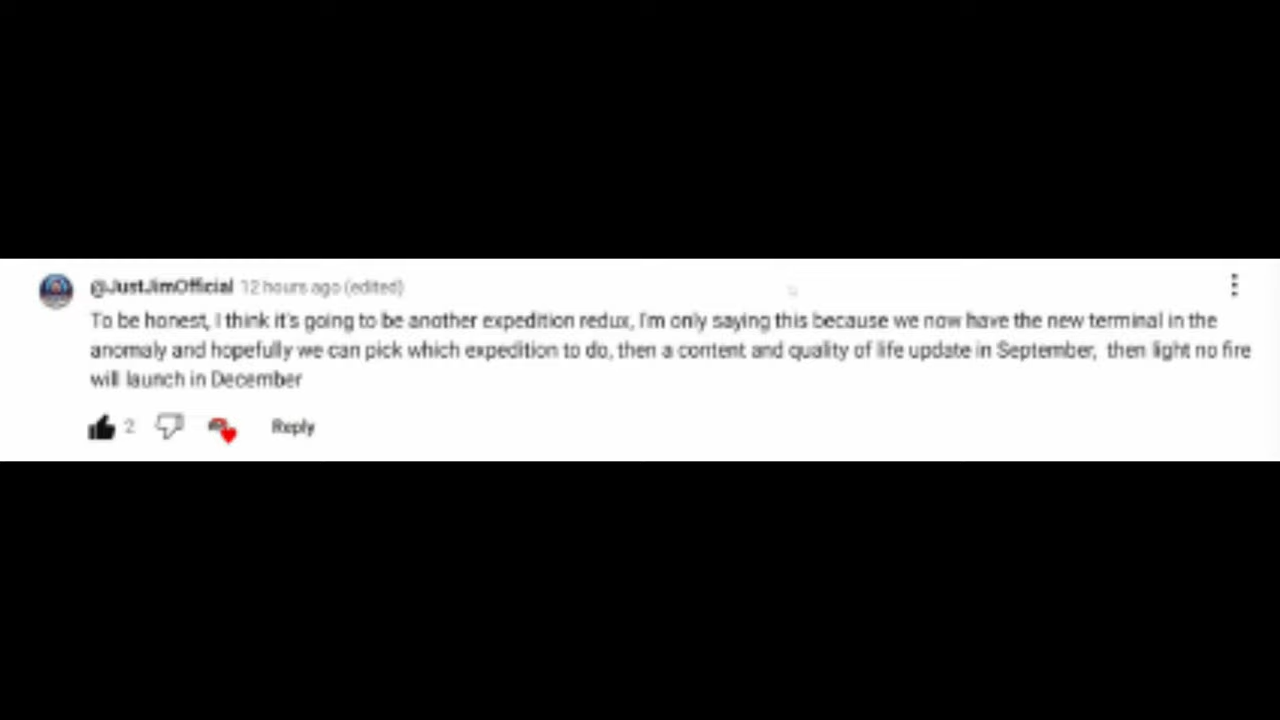 @JustJimOfficial 12 hours ago (edited)
To be honest, I think it's going to be another expedition redux, I'm only saying this because we now have the new terminal in the
anomaly and hopefully we can pick which expedition to do, then a content and quality of life update in September, then light no fire
will launch in December
2 Reply